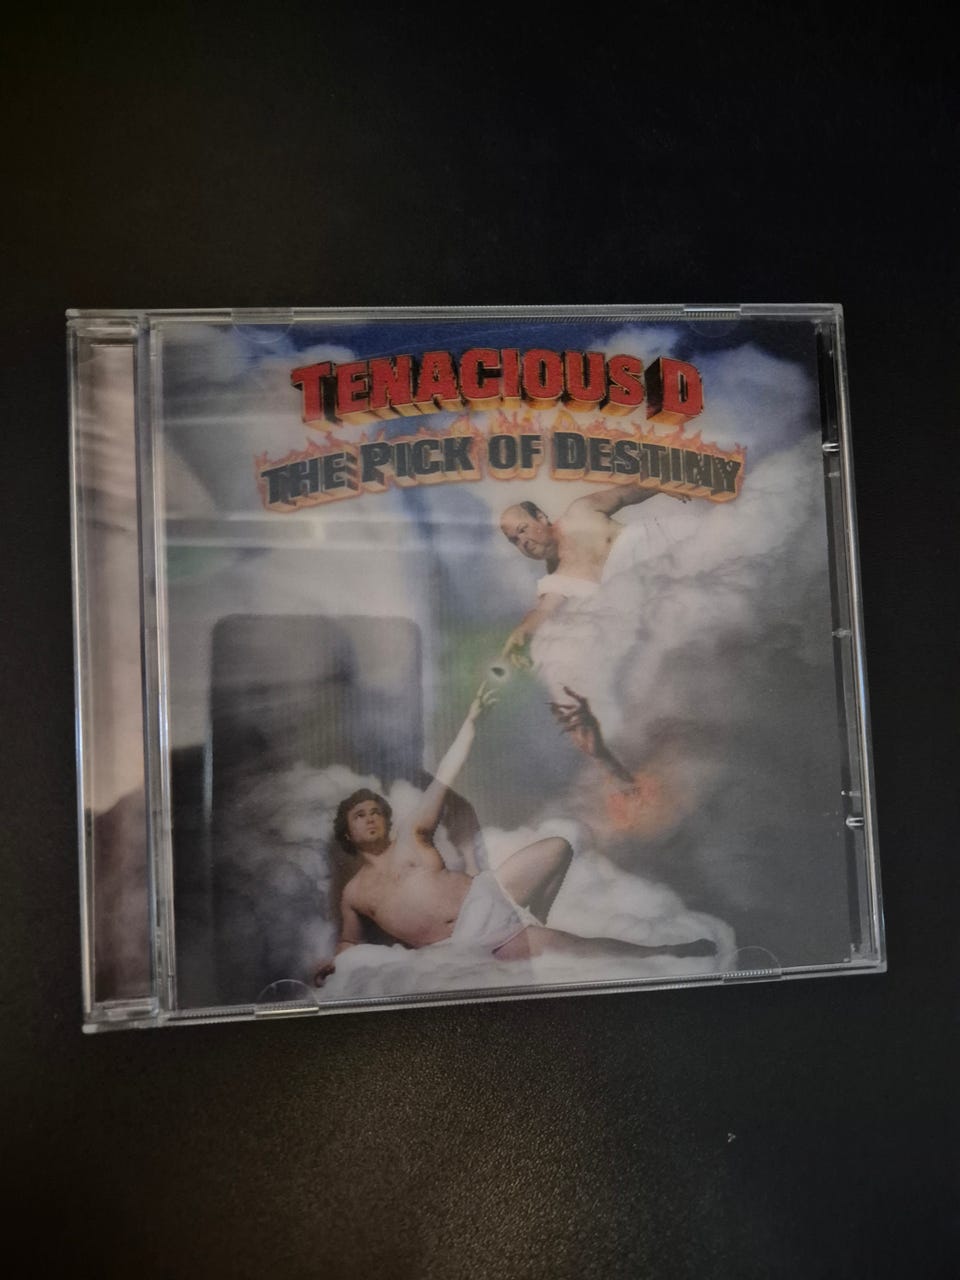 TENACIOUS D
THE PICK OF DESTINY